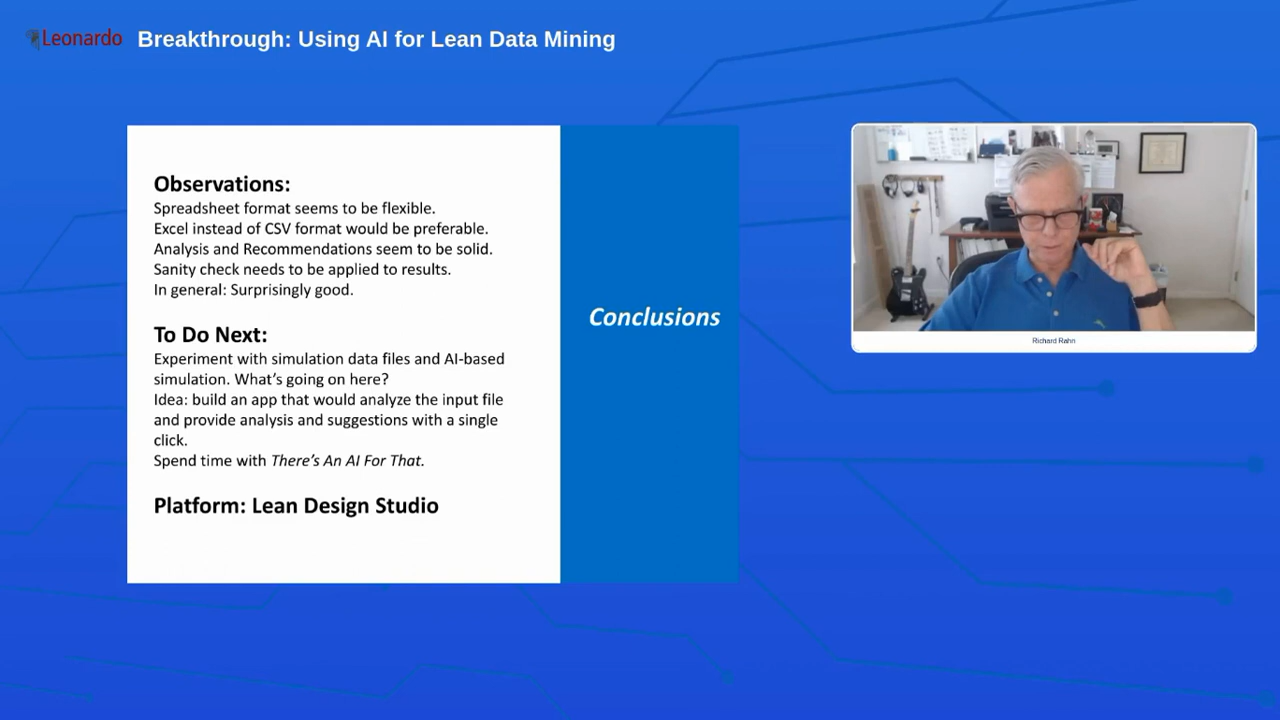 Leonardo
Breakthrough: Using AI for Lean Data Mining
Observations:
Spreadsheet format seems to be flexible.
Excel instead of CSV format would be preferable.
Analysis and Recommendations seem to be solid.
Sanity check needs to be applied to results.
In general: Surprisingly good.
To Do Next:
Experiment with simulation data files and AI-based
simulation. What's going on here?
Idea: build an app that would analyze the input file
and provide analysis and suggestions with a single
click.
Spend time with There's An AI For That.
Platform: Lean Design Studio
Conclusions
Richard Rahn